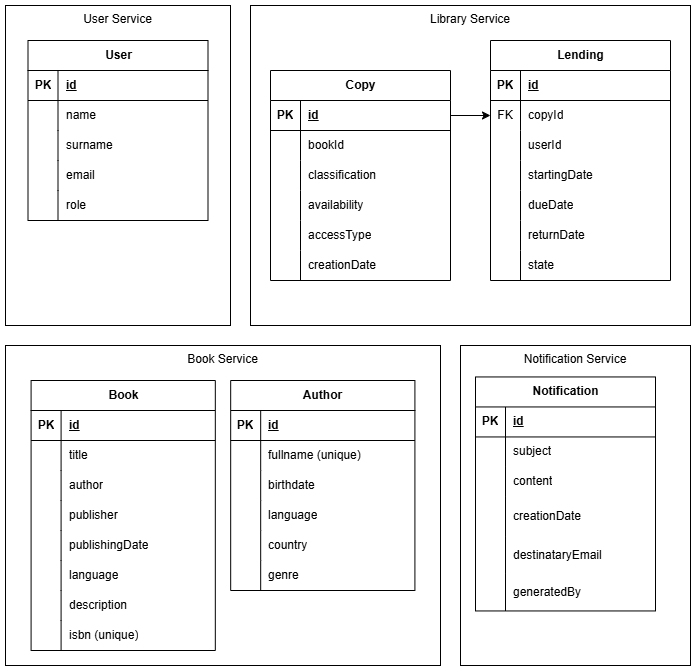 User Service
User
PK id
name
surname
email
role
Library Service
Copy
PK id
bookId
classification
availability
accessType
creationDate
Lending
PK id
FK copyId
userId
startingDate
dueDate
returnDate
state
Book Service
Book
PK id
title
author
publisher
publishingDate
language
description
isbn (unique)
Author
PK id
fullname (unique)
birthdate
language
country
genre
Notification Service
Notification
PK id
subject
content
creationDate
destinataryEmail
generatedBy